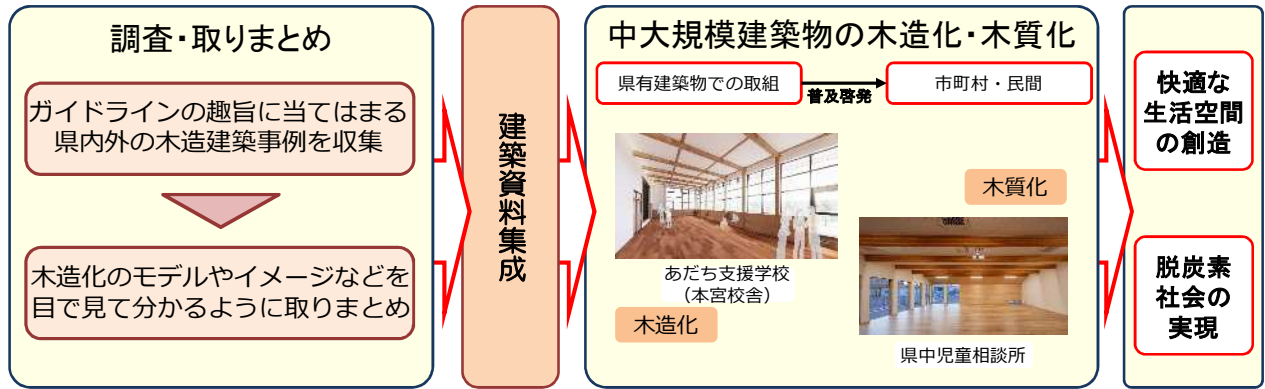 調査・取りまとめ
ガイドラインの趣旨に当てはまる
県内外の木造建築事例を収集
木造化のモデルやイメージなどを
目で見て分かるように取りまとめ
建築資料集成
中大規模建築物の木造化・木質化
県有建築物での取組
普及啓発
市町村・民間
木質化
あだち支援学校
（本宮校舎）
木造化
県中児童相談所
快適な
生活空間
の創造
脱炭素
社会の
実現